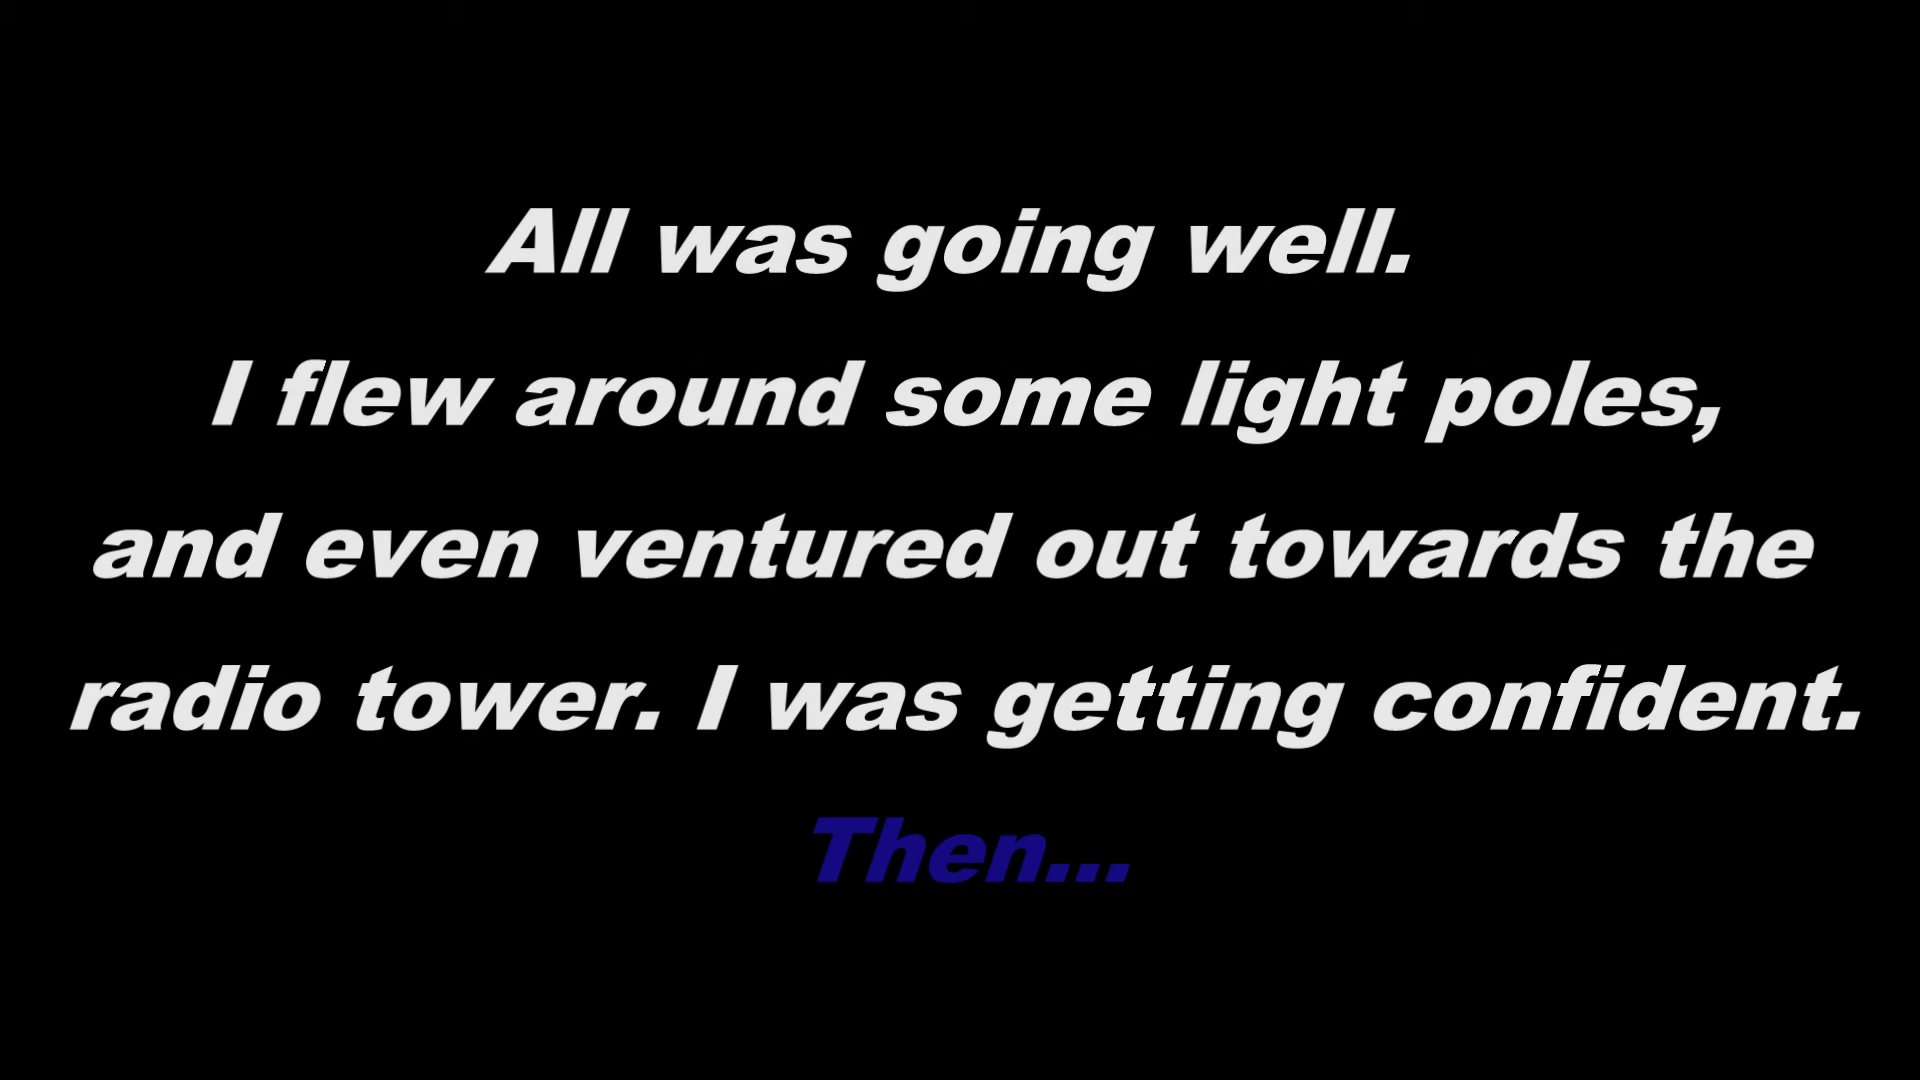 All was going well.
I flew around some light poles,
and even ventured out towards the
radio tower. I was getting confident.
Then...